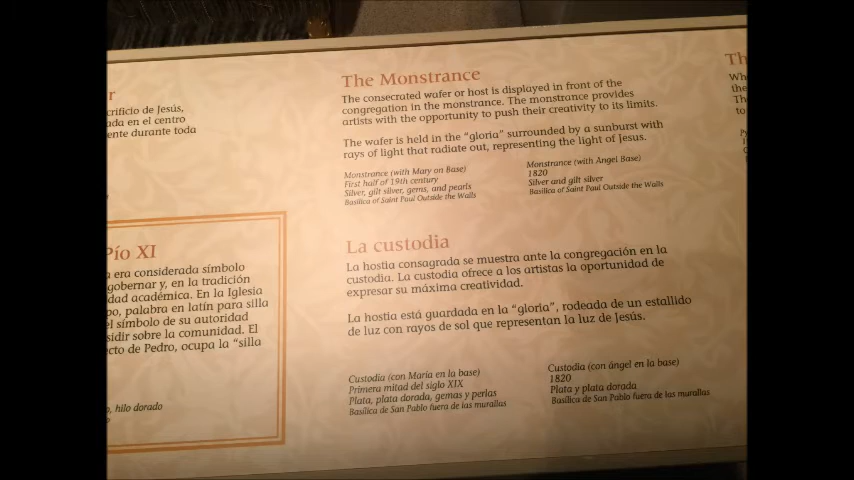 r
crificio de Jesús,
ada en el centro
ente durante toda
Pío XI
a era considerada símbolo
gobernar y, en la tradición
dad académica. En la Iglesia
po, palabra en latín para silla
el símbolo de su autoridad
sidir sobre la comunidad. El
ecto de Pedro, ocupa la “silla
, hilo dorado
The Monstrance
The consecrated wafer or host is displayed in front of the
congregation in the monstrance. The monstrance provides
artists with the opportunity to push their creativity to its limits.
The wafer is held in the “gloria” surrounded by a sunburst with
rays of light that radiate out, representing the light of Jesus.
Monstrance (with Mary on Base)
First half of 19th century
Silver, gilt silver, gems, and pearls
Basilica of Saint Paul Outside the Walls
Monstrance (with Angel Base)
1820
Silver and gilt silver
Basilica of Saint Paul Outside the Walls
La custodia
La hostia consagrada se muestra ante la congregación en la
custodia. La custodia ofrece a los artistas la oportunidad de
expresar su máxima creatividad.
La hostia está guardada en la “gloria”, rodeada de un estallido
de luz con rayos de sol que representan la luz de Jesús.
Custodia (con María en la base)
Primera mitad del siglo XIX
Plata, plata dorada, gemas y perlas
Basílica de San Pablo fuera de las murallas
Custodia (con ángel en la base)
1820
Plata y plata dorada
Basílica de San Pablo fuera de las murallas
Th
Wh
the
Th
to